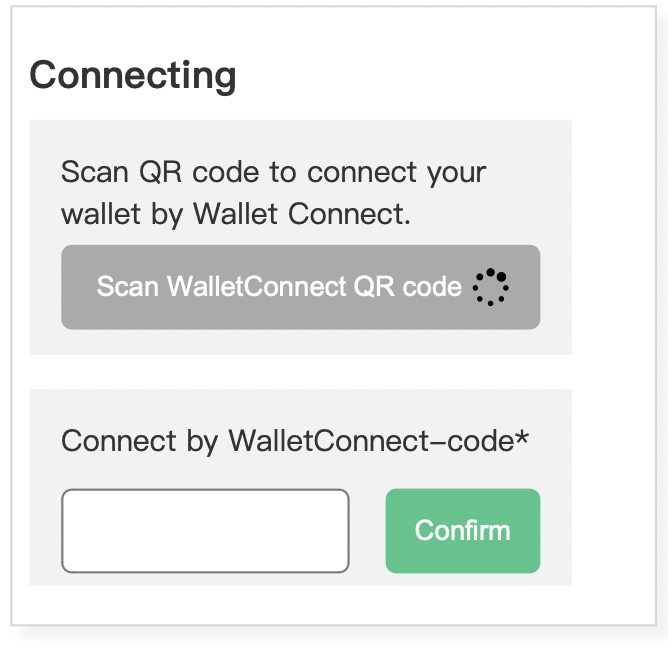 Connecting
Scan QR code to connect your
wallet by Wallet Connect.
Scan WalletConnect QR code
Connect by WalletConnect–code*
Confirm